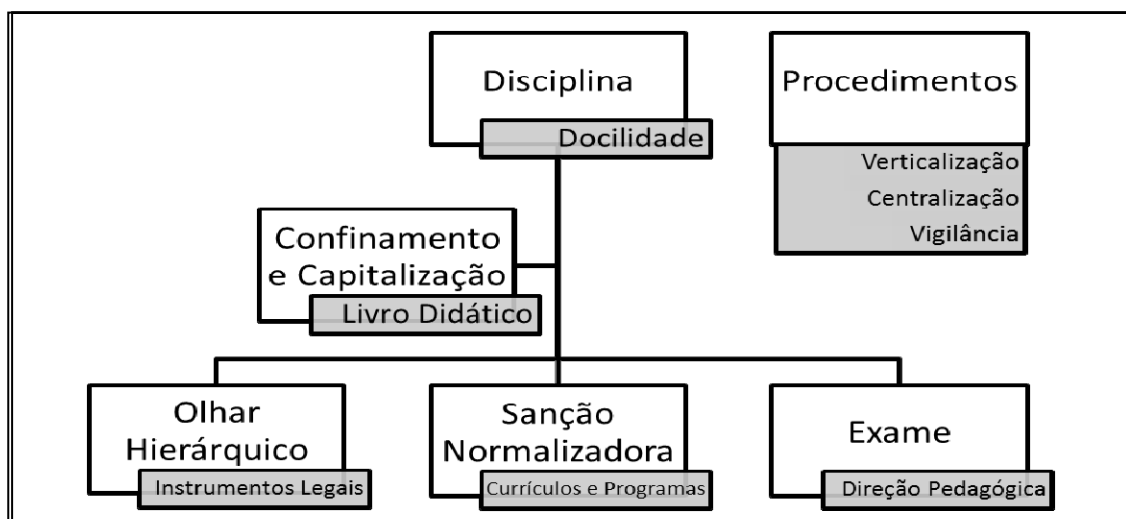 Disciplina
Docilidade
Procedimentos
Verticalização
Centralização
Vigilância
Confinamento
e Capitalização
Livro Didático
Olhar
Hierárquico
Instrumentos Legais
Sanção
Normalizadora
Currículos e Programas
Exame
Direção Pedagógica